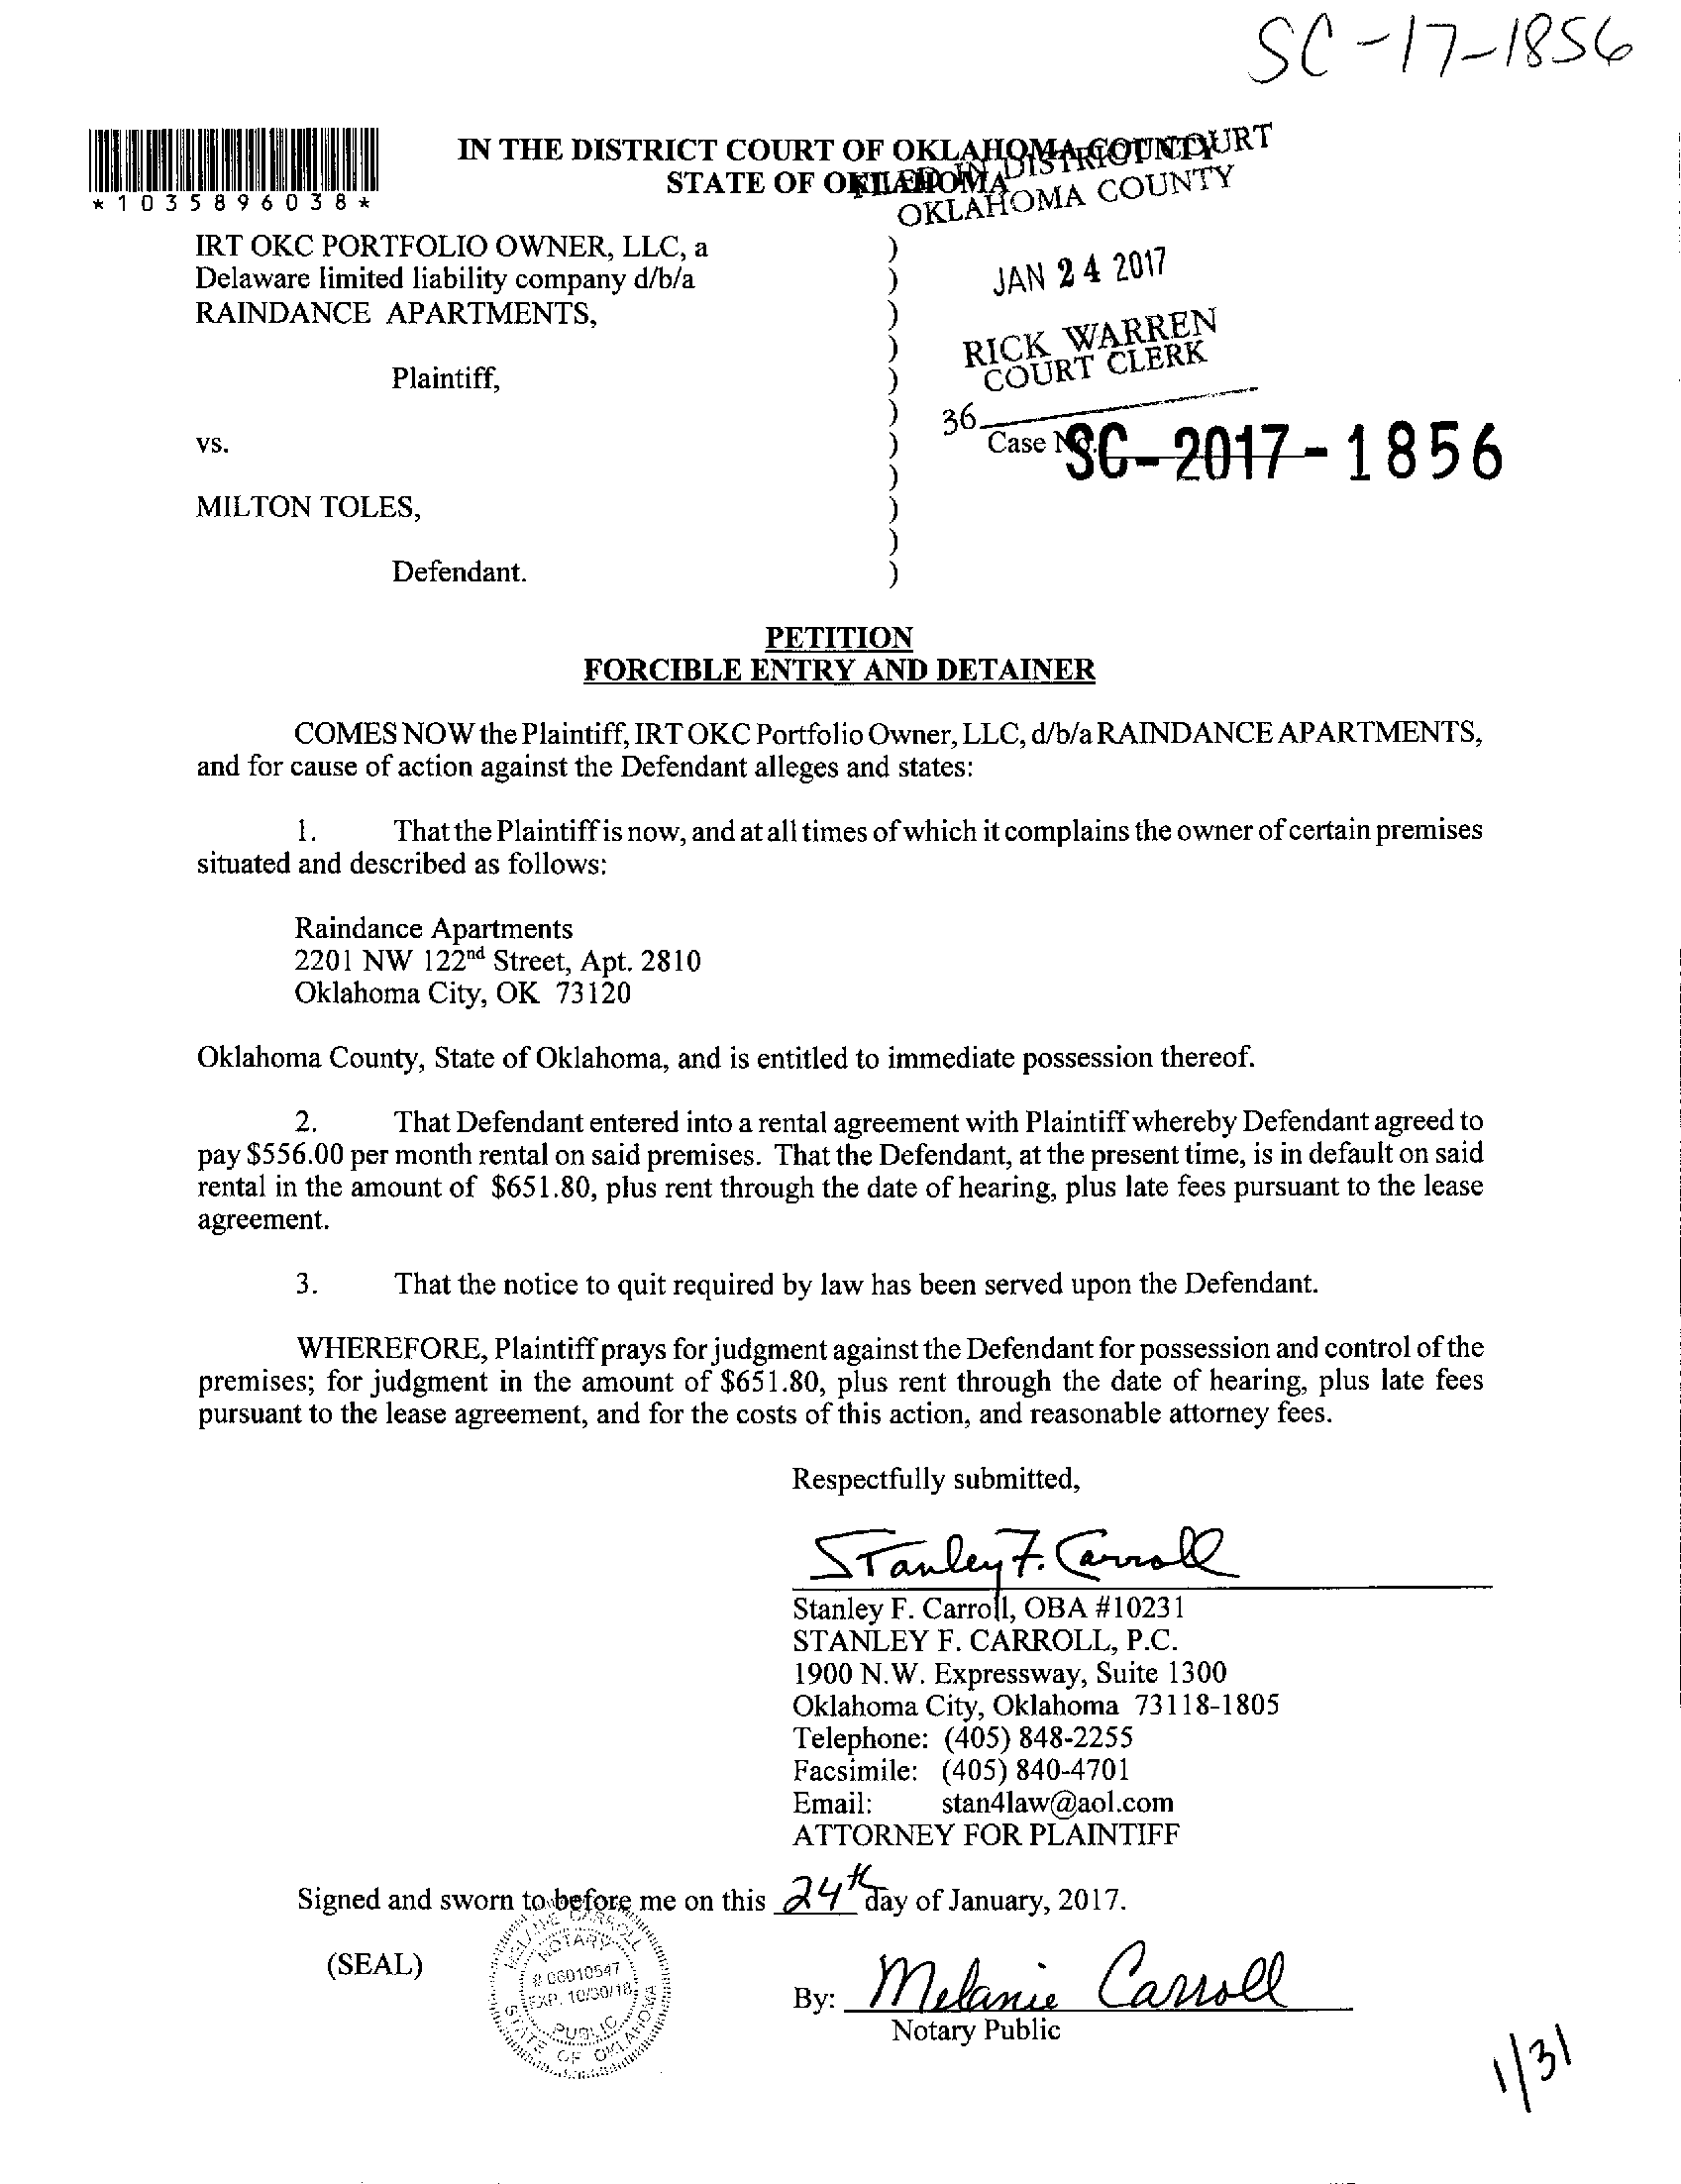 SC-17-1856
*1035896038*
IN THE DISTRICT COURT OF OKLAHOMA COUNTY
STATE OF OKLAHOMA
FILED IN DISTRICT COURT
OKLAHOMA COUNTY
JAN 24 2017
RICK WARREN
COURT CLERK
36
IRT OKC PORTFOLIO OWNER, LLC, a )
Delaware limited liability company d/b/a )
RAINDANCE APARTMENTS, )
)
Plaintiff, )
)
vs. ) Case No. SC-2017-1856
)
MILTON TOLES, )
)
Defendant. )
PETITION
FORCIBLE ENTRY AND DETAINER
COMES NOW the Plaintiff, IRT OKC Portfolio Owner, LLC, d/b/a RAINDANCE APARTMENTS,
and for cause of action against the Defendant alleges and states:
1. That the Plaintiff is now, and at all times of which it complains the owner of certain premises
situated and described as follows:
Raindance Apartments
2201 NW 122nd Street, Apt. 2810
Oklahoma City, OK 73120
Oklahoma County, State of Oklahoma, and is entitled to immediate possession thereof.
2. That Defendant entered into a rental agreement with Plaintiff whereby Defendant agreed to
pay $556.00 per month rental on said premises. That the Defendant, at the present time, is in default on said
rental in the amount of $651.80, plus rent through the date of hearing, plus late fees pursuant to the lease
agreement.
3. That the notice to quit required by law has been served upon the Defendant.
WHEREFORE, Plaintiff prays for judgment against the Defendant for possession and control of the
premises; for judgment in the amount of $651.80, plus rent through the date of hearing, plus late fees
pursuant to the lease agreement, and for the costs of this action, and reasonable attorney fees.
Respectfully submitted,
Stanley F. Carroll
Stanley F. Carroll, OBA #10231
STANLEY F. CARROLL, P.C.
1900 N.W. Expressway, Suite 1300
Oklahoma City, Oklahoma 73118-1805
Telephone: (405) 848-2255
Facsimile: (405) 840-4701
Email: stan4law@aol.com
ATTORNEY FOR PLAINTIFF
Signed and sworn to before me on this 24th day of January, 2017.
(SEAL)
MELANIE CARROLL
NOTARY
# 06010547
EXP. 10/30/18
PUBLIC
STATE OF OKLAHOMA
By: Melanie Carroll
Notary Public
1/31